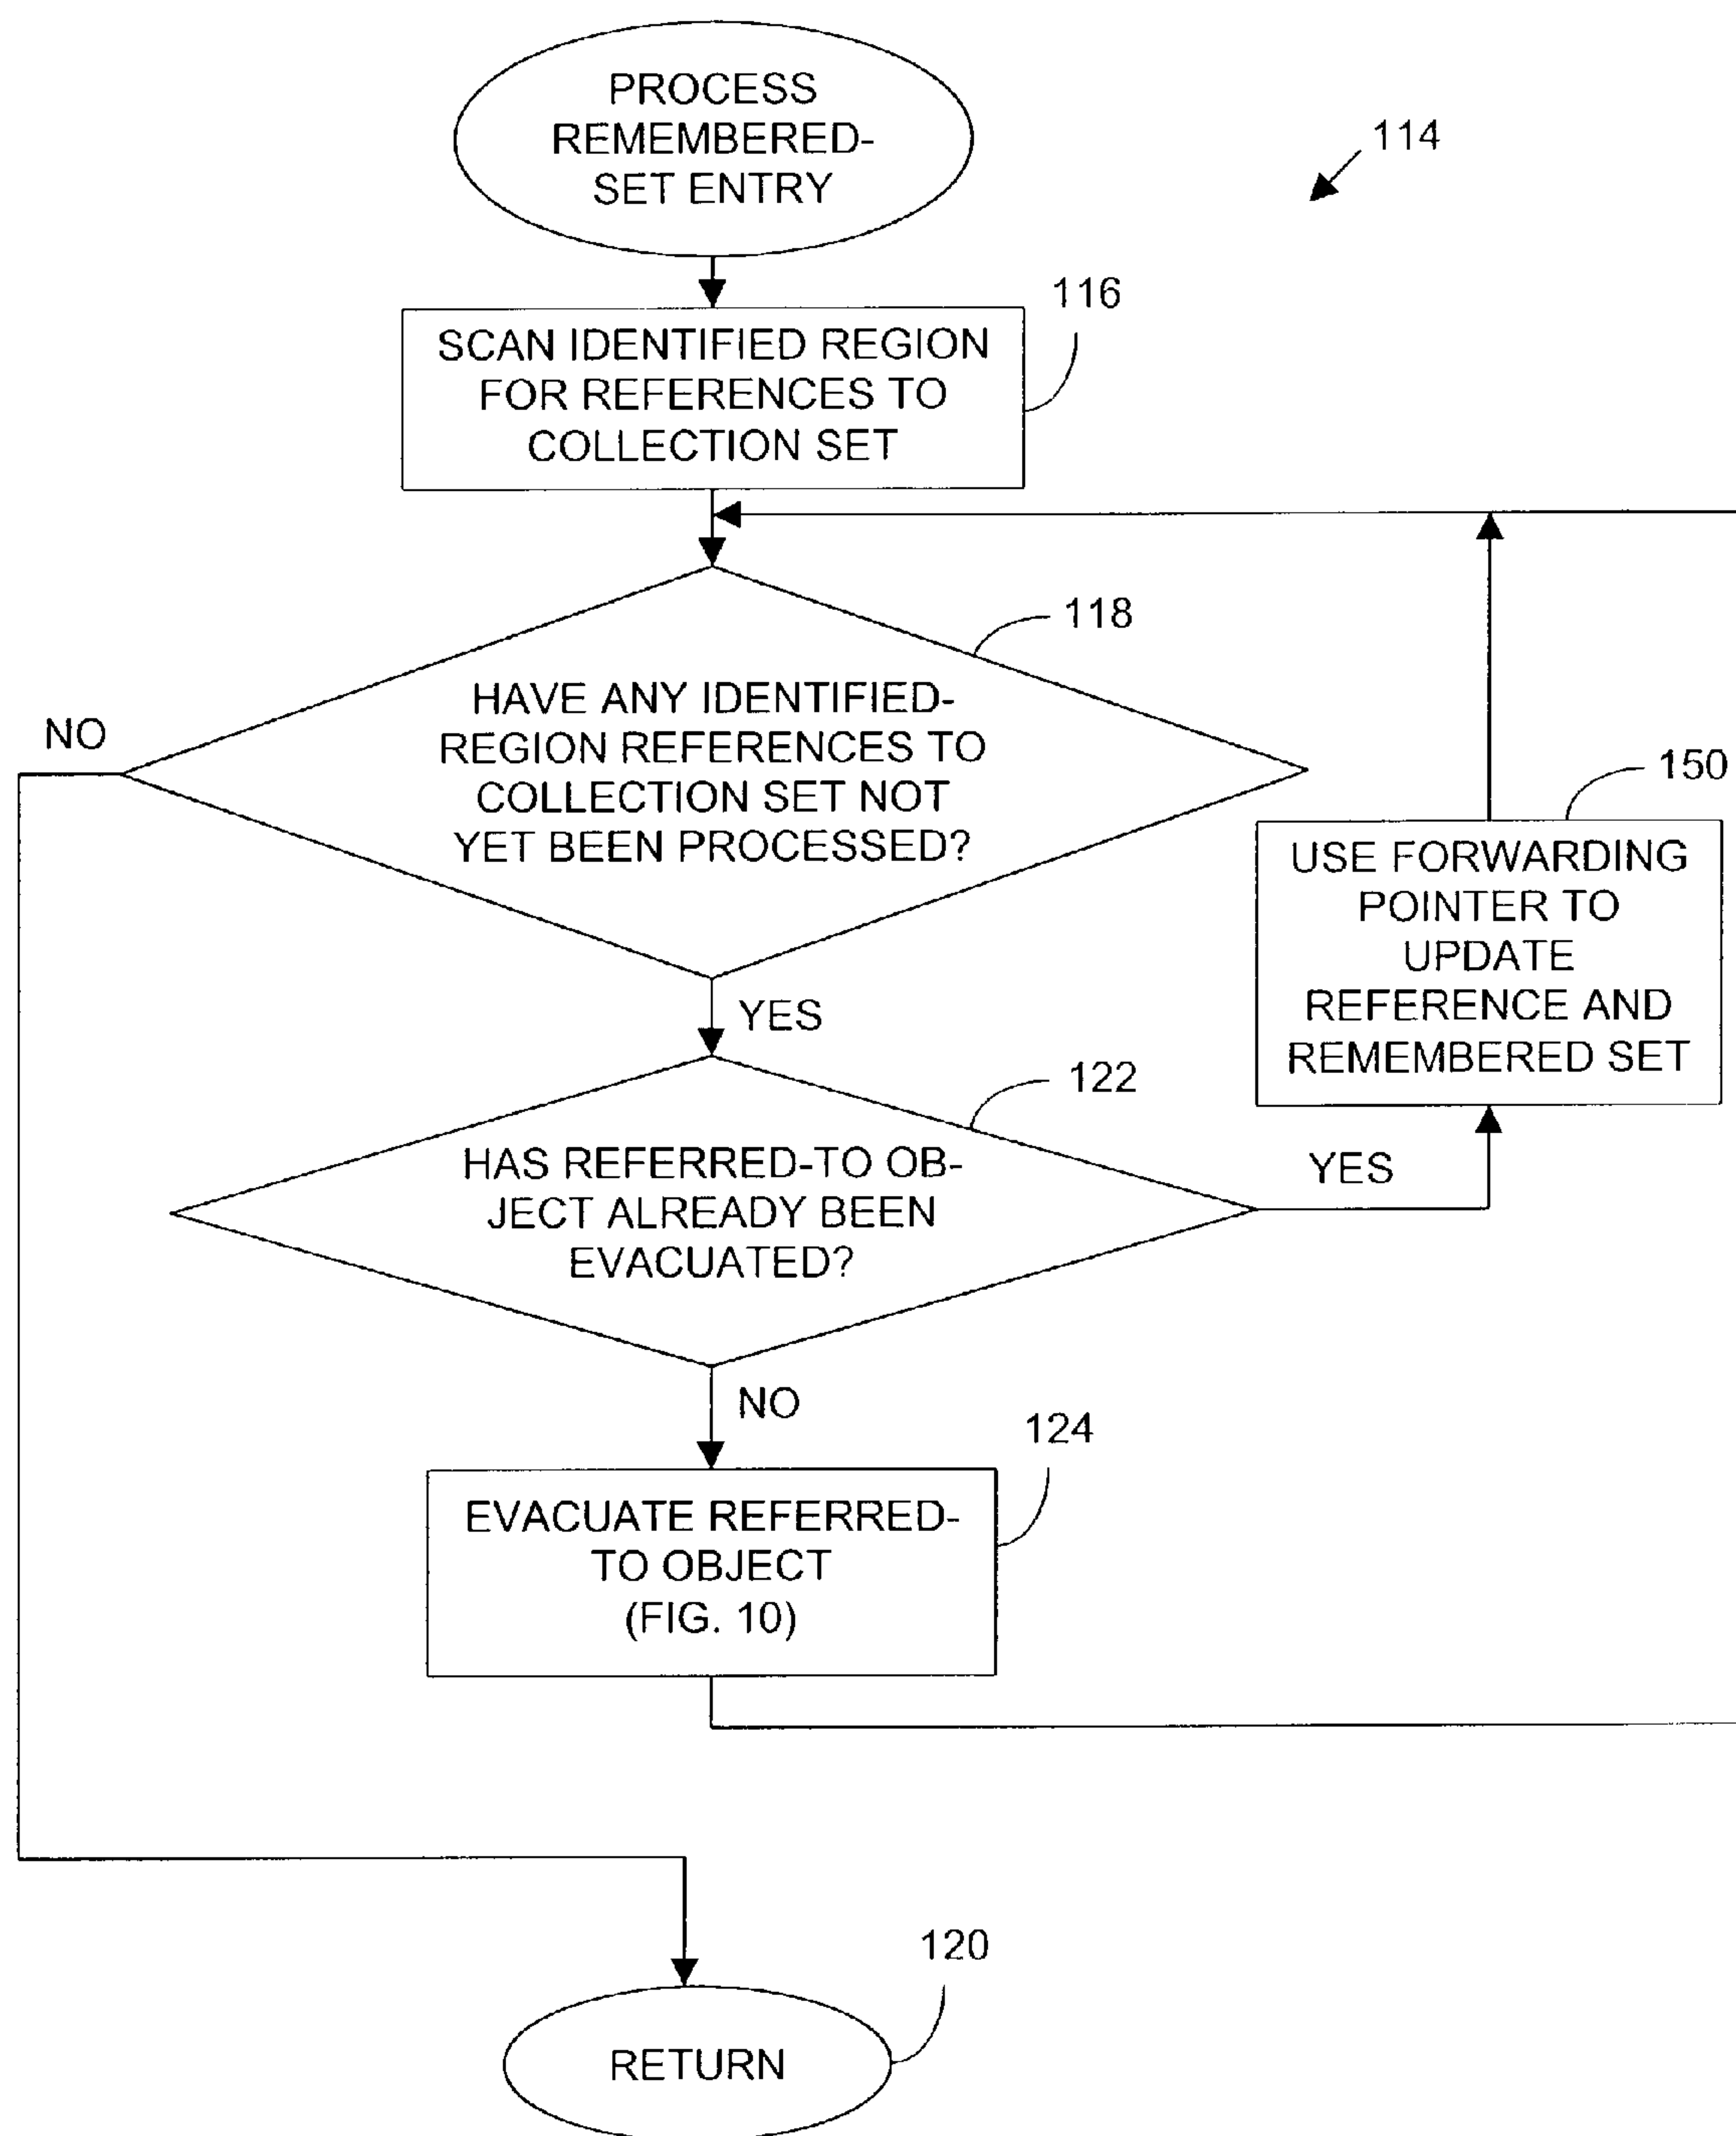 PROCESS
REMEMBERED-
SET ENTRY
114
116
SCAN IDENTIFIED REGION
FOR REFERENCES TO
COLLECTION SET
118
HAVE ANY IDENTIFIED-
REGION REFERENCES TO
COLLECTION SET NOT
YET BEEN PROCESSED?
NO
150
USE FORWARDING
POINTER TO
UPDATE
REFERENCE AND
REMEMBERED SET
YES
122
HAS REFERRED-TO OB-
JECT ALREADY BEEN
EVACUATED?
YES
NO
124
EVACUATE REFERRED-
TO OBJECT
(FIG. 10)
120
RETURN